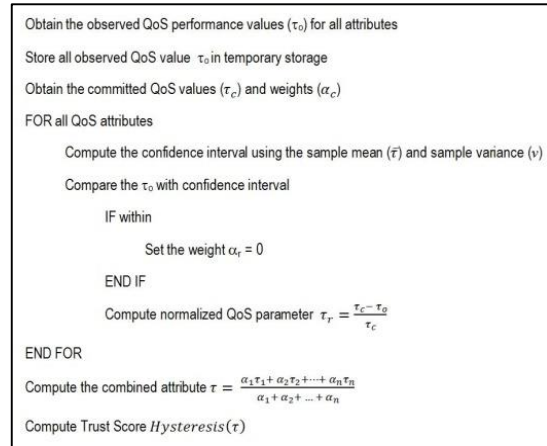 Obtain the observed QoS performance values (τₒ) for all attributes
Store all observed QoS value τₒ in temporary storage
Obtain the committed QoS values (τ_c) and weights (α_c)
FOR all QoS attributes
Compute the confidence interval using the sample mean (τ̄) and sample variance (v)
Compare the τₒ with confidence interval
IF within
Set the weight αᵣ = 0
END IF
Compute normalized QoS parameter τᵣ = (τ_c − τₒ)/τ_c
END FOR
Compute the combined attribute τ = (α₁τ₁ + α₂τ₂ +⋯+ αₙτₙ)/(α₁ + α₂ + … + αₙ)
Compute Trust Score Hysteresis(τ)